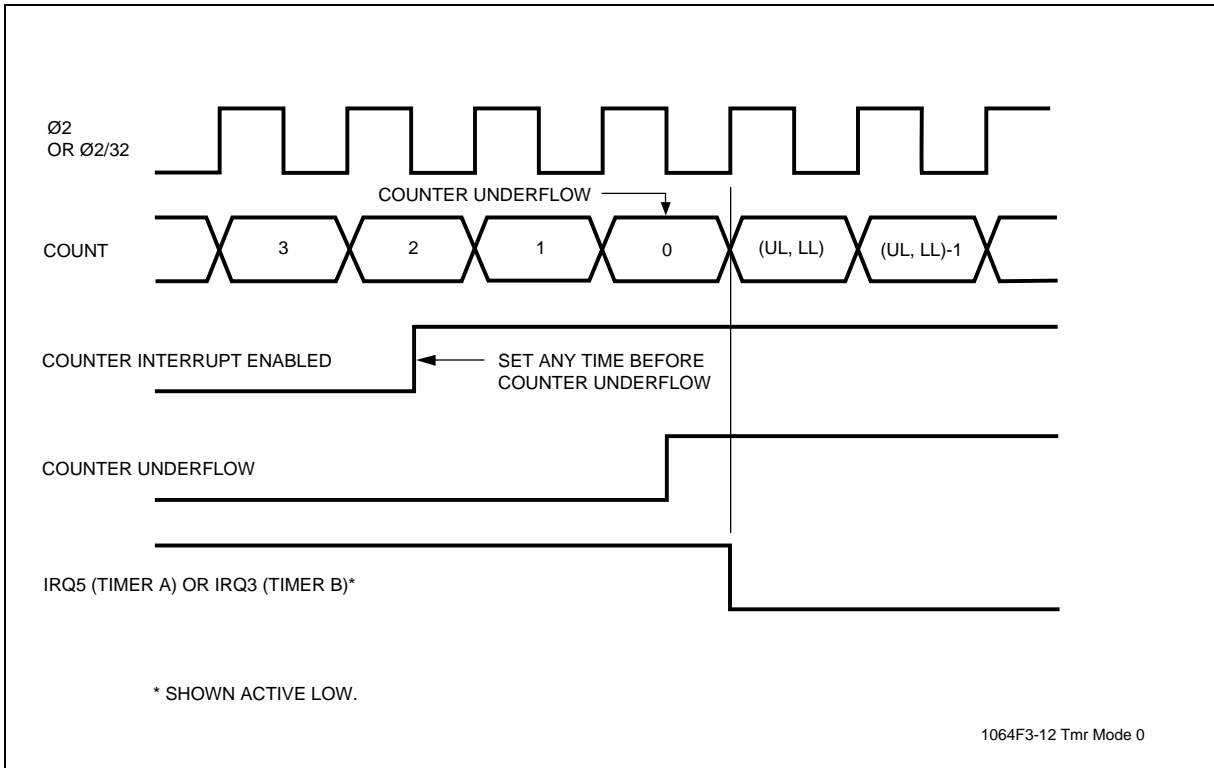 Ø2
OR Ø2/32
COUNTER UNDERFLOW
COUNT
3
2
1
0
(UL, LL)
(UL, LL)-1
COUNTER INTERRUPT ENABLED
SET ANY TIME BEFORE
COUNTER UNDERFLOW
COUNTER UNDERFLOW
IRQ5 (TIMER A) OR IRQ3 (TIMER B)*
* SHOWN ACTIVE LOW.
1064F3-12 Tmr Mode 0